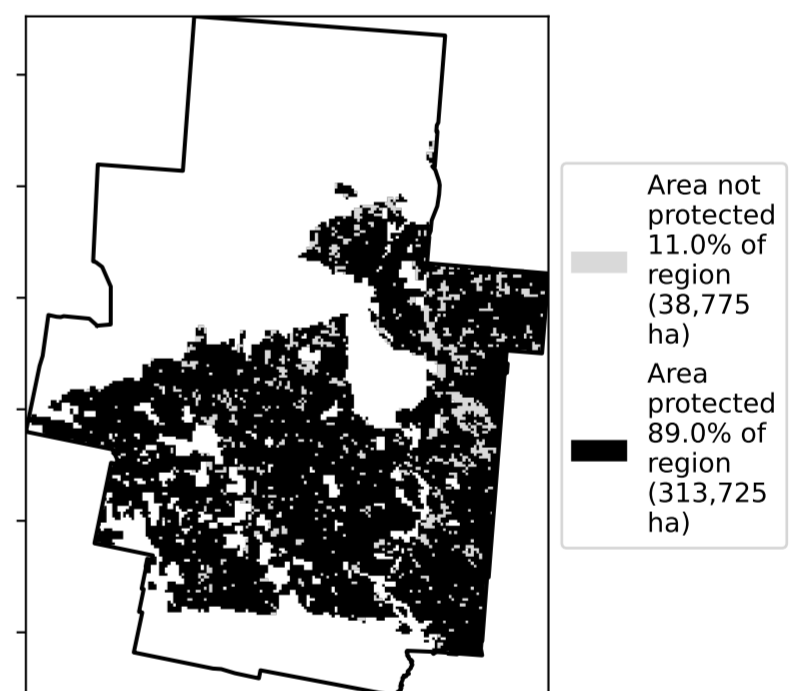 Area not
protected
11.0% of
region
(38,775
ha)
Area
protected
89.0% of
region
(313,725
ha)